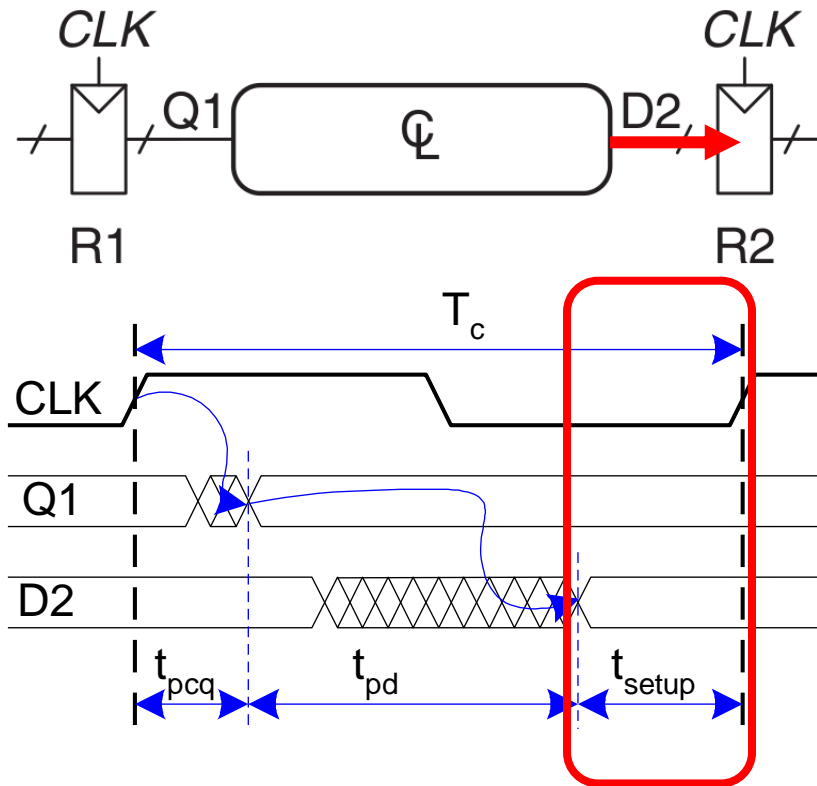 CLK CLK
Q1 D2
CL
R1 R2
Tc
CLK
Q1
D2
tpcq tpd tsetup